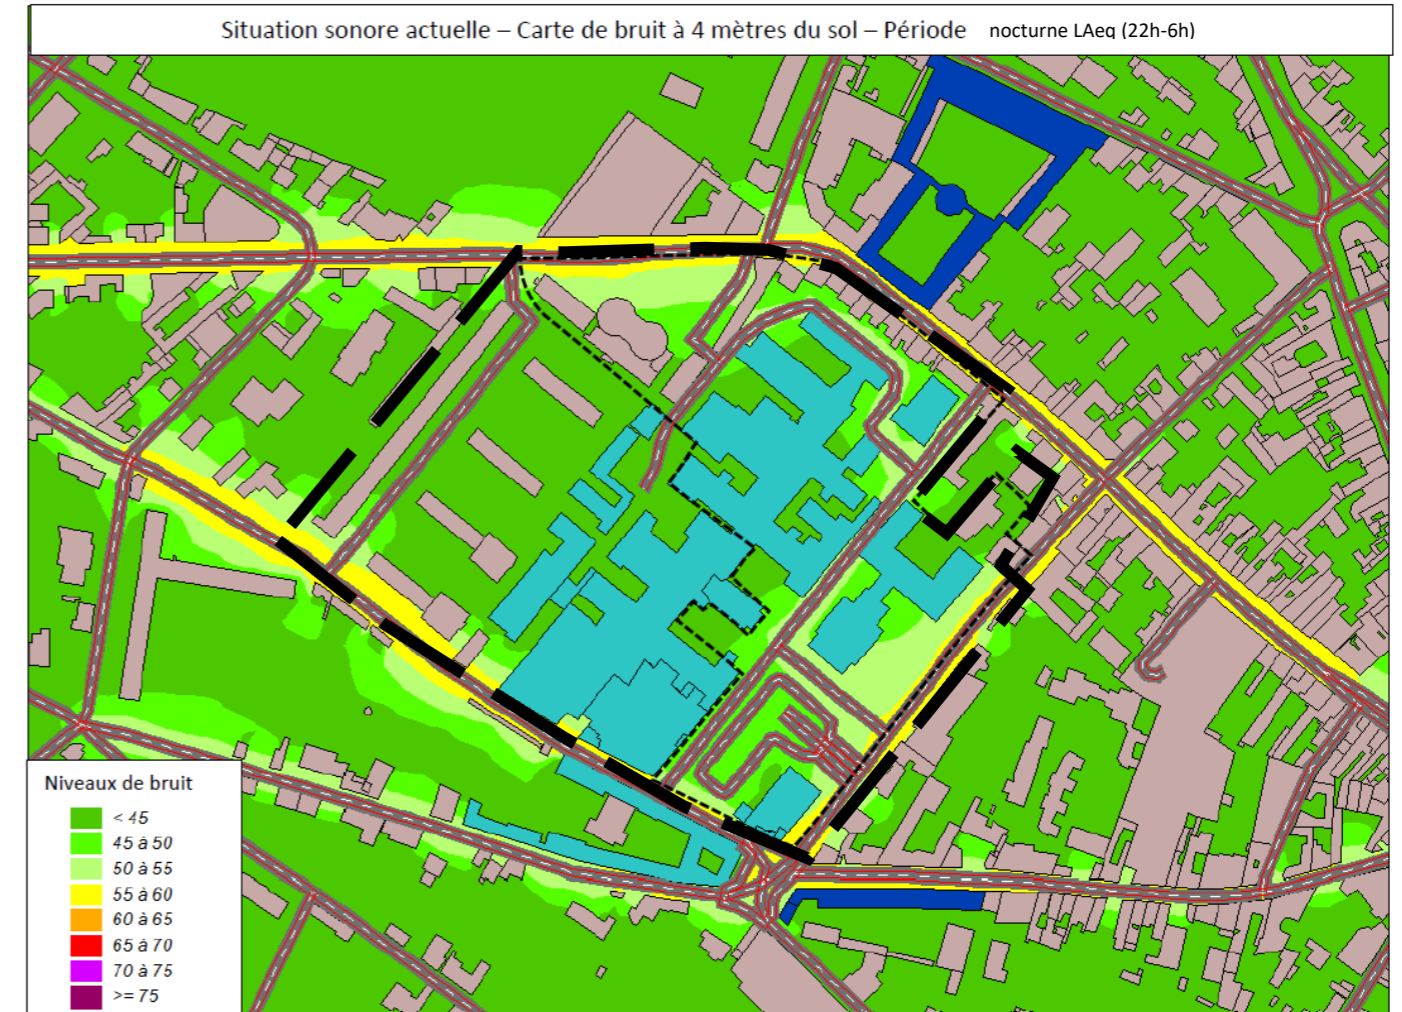 Situation sonore actuelle – Carte de bruit à 4 mètres du sol – Période nocturne LAeq (22h-6h)
Niveaux de bruit
< 45
45 à 50
50 à 55
55 à 60
60 à 65
65 à 70
70 à 75
>= 75